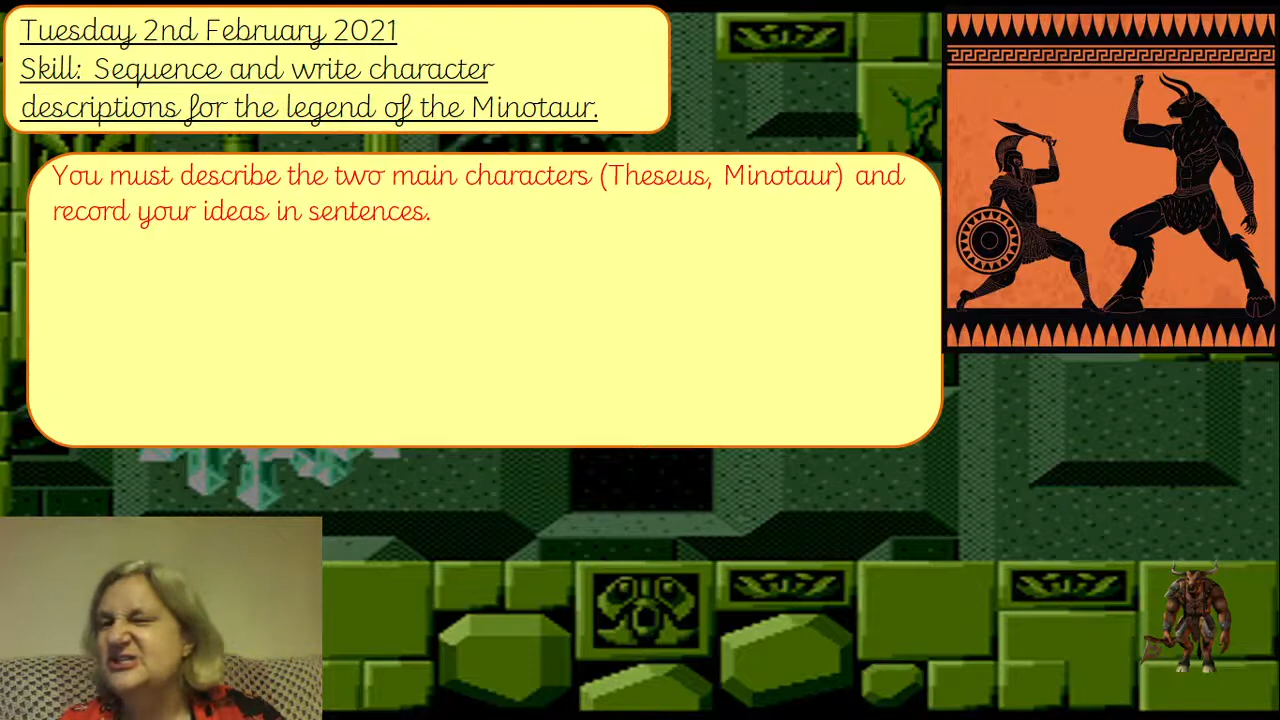 Tuesday 2nd February 2021
Skill: Sequence and write character
descriptions for the legend of the Minotaur.
You must describe the two main characters (Theseus, Minotaur) and
record your ideas in sentences.